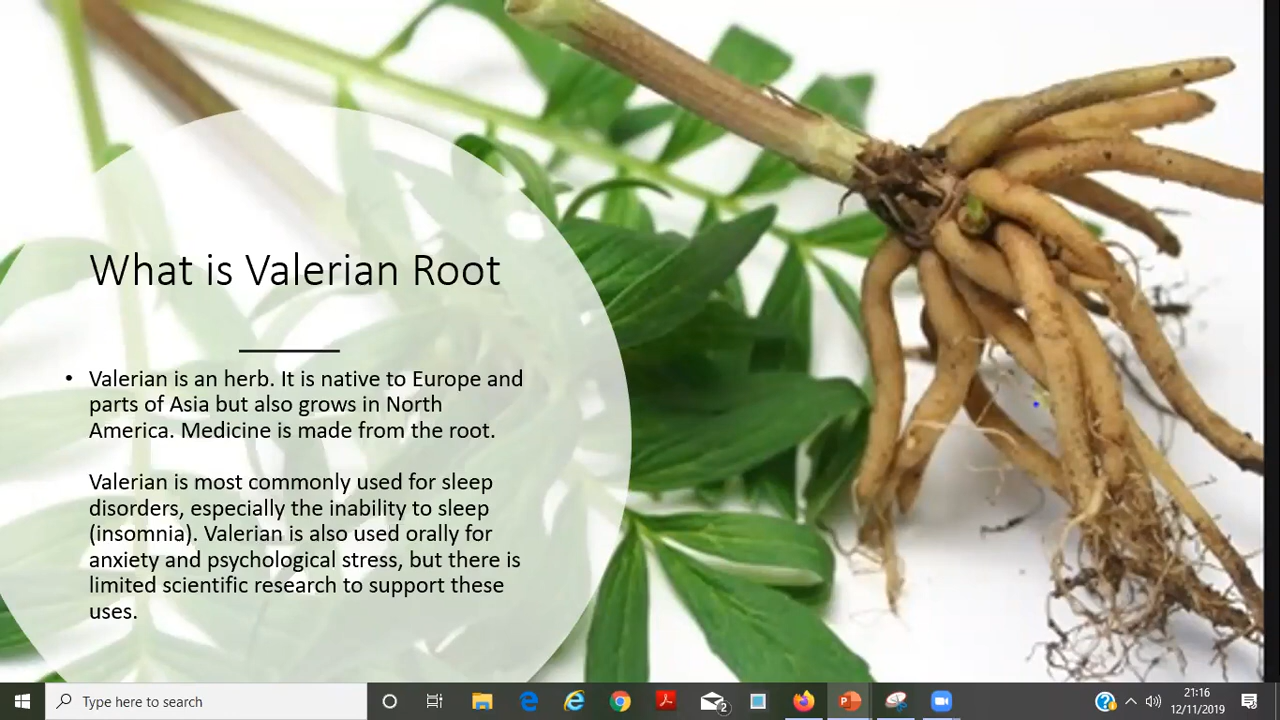 What is Valerian Root
• Valerian is an herb. It is native to Europe and
parts of Asia but also grows in North
America. Medicine is made from the root.
Valerian is most commonly used for sleep
disorders, especially the inability to sleep
(insomnia). Valerian is also used orally for
anxiety and psychological stress, but there is
limited scientific research to support these
uses.
Type here to search
2
21:16
12/11/2019